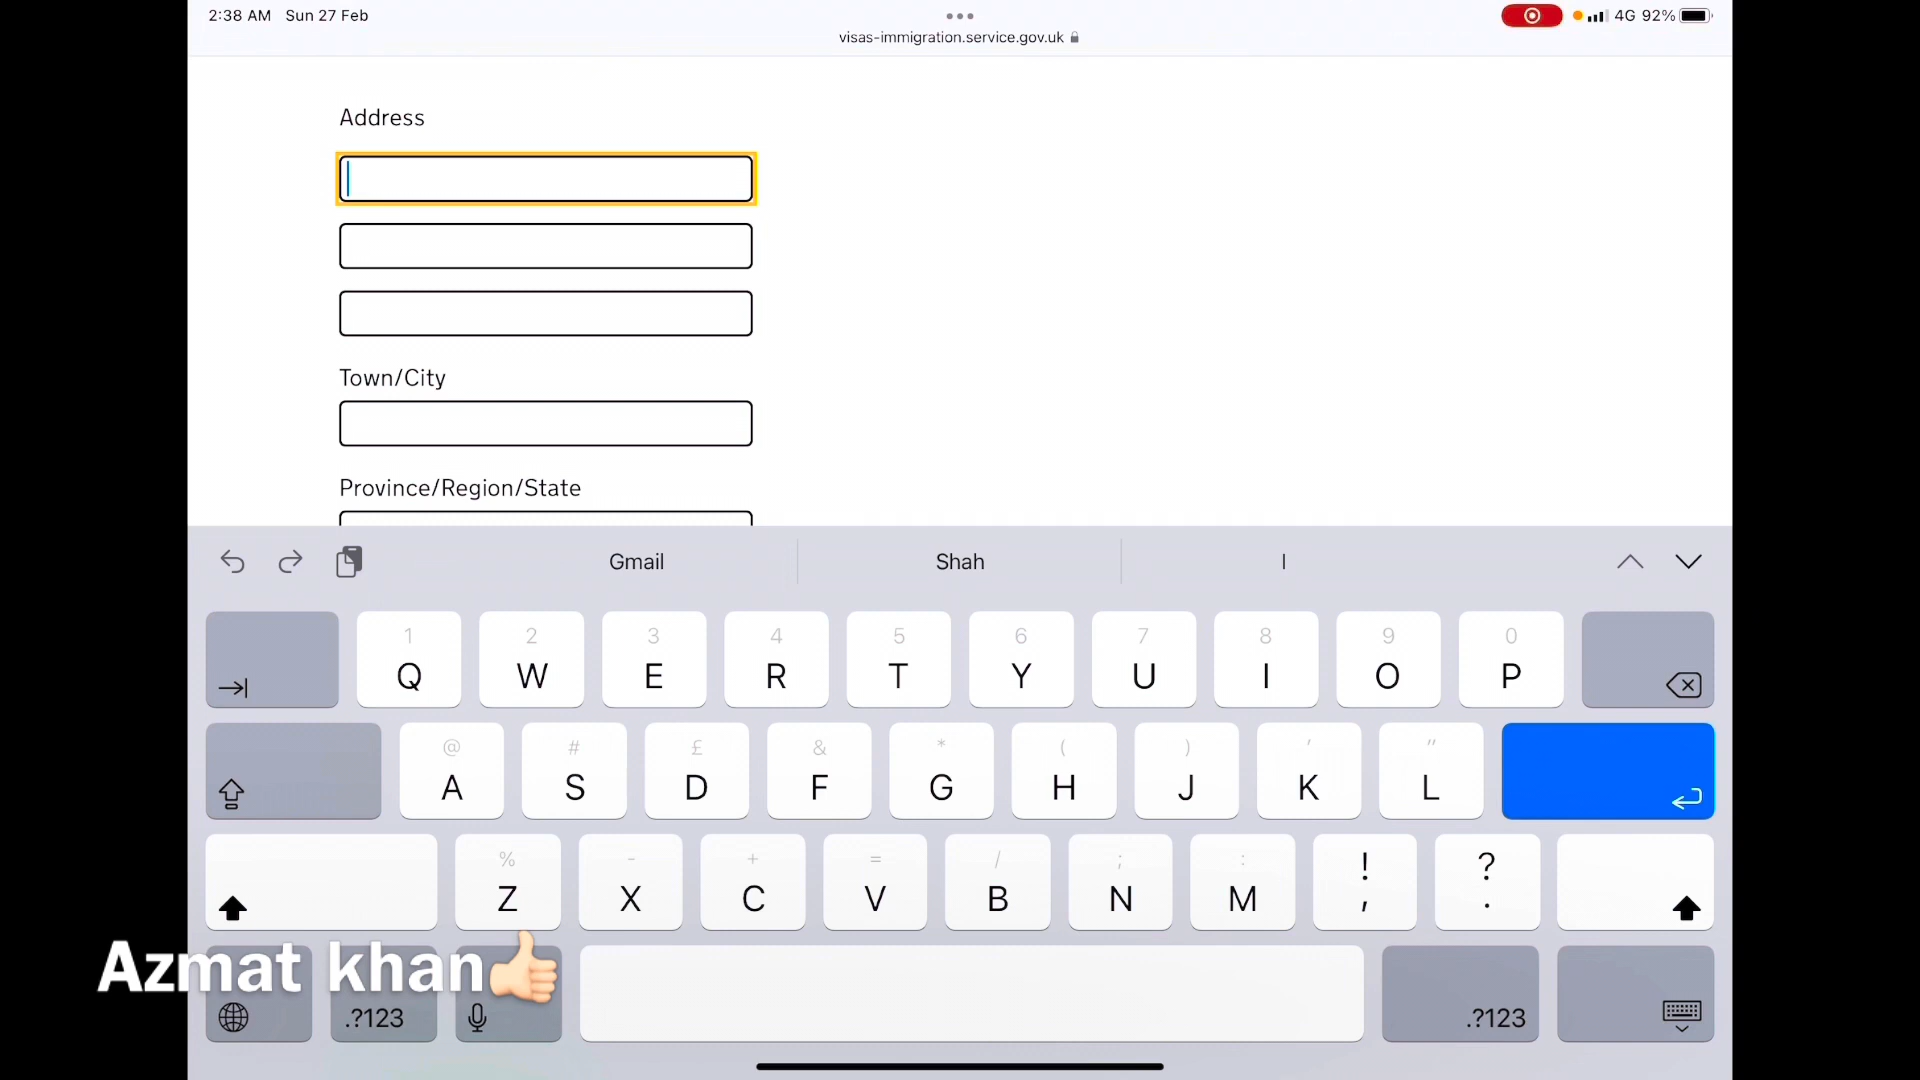 2:38 AM Sun 27 Feb
visas-immigration.service.gov.uk
4G 92%
Address
Town/City
Province/Region/State
Gmail Shah I
1 2 3 4 5 6 7 8 9 0
Q W E R T Y U I O P
@ # £ & * ( ) ' "
A S D F G H J K L
% - + = / ; : ! ?
Z X C V B N M , .
Azmat khan👍🏻
.?123 .?123